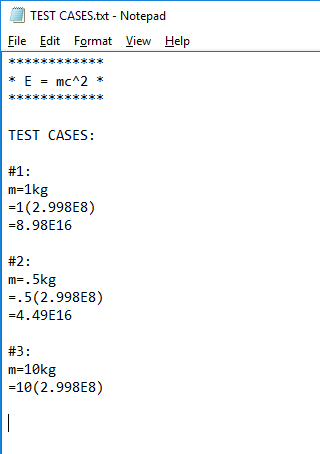 TEST CASES.txt - Notepad
File Edit Format View Help
************
* E = mc^2 *
************
TEST CASES:
#1:
m=1kg
=1(2.998E8)
=8.98E16
#2:
m=.5kg
=.5(2.998E8)
=4.49E16
#3:
m=10kg
=10(2.998E8)